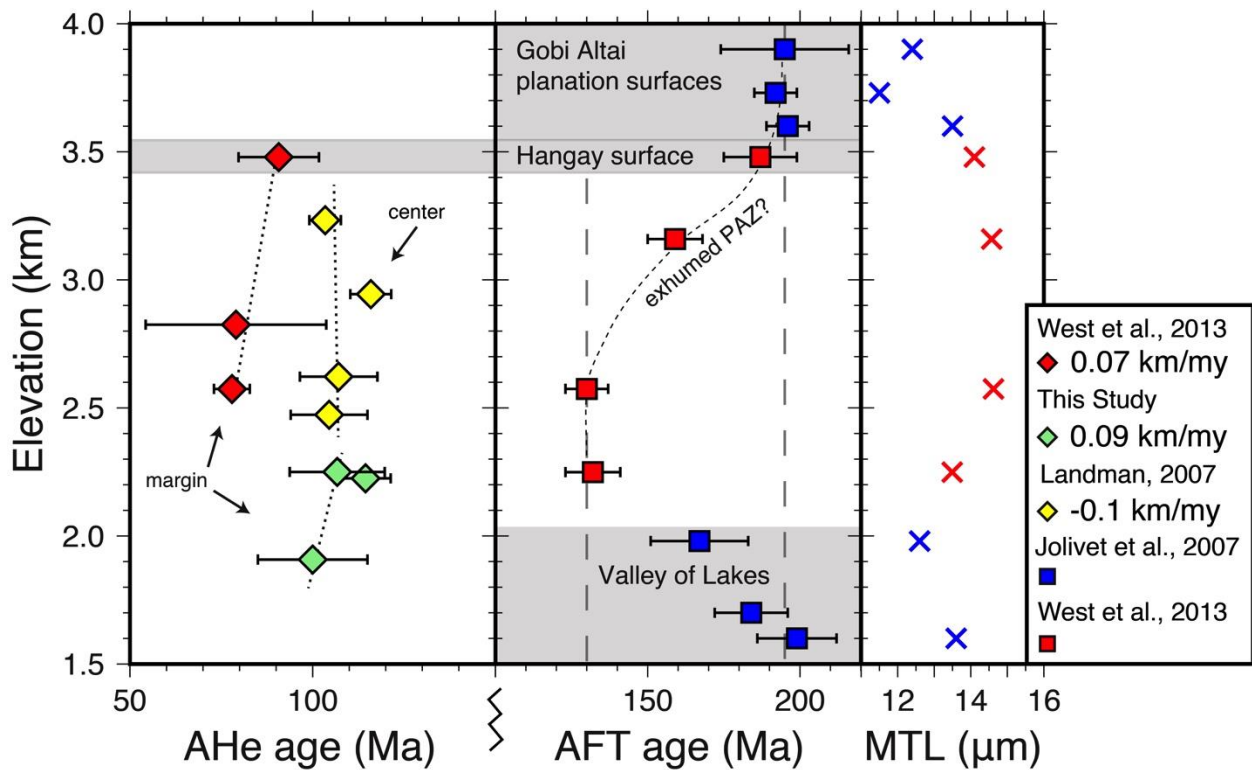 4.0
3.5
3.0
2.5
2.0
1.5
Elevation (km)
50
100
AHe age (Ma)
center
margin
Gobi Altai
planation surfaces
Hangay surface
exhumed PAZ?
Valley of Lakes
150
200
AFT age (Ma)
12
14
16
MTL (µm)
West et al., 2013
0.07 km/my
This Study
0.09 km/my
Landman, 2007
-0.1 km/my
Jolivet et al., 2007
West et al., 2013